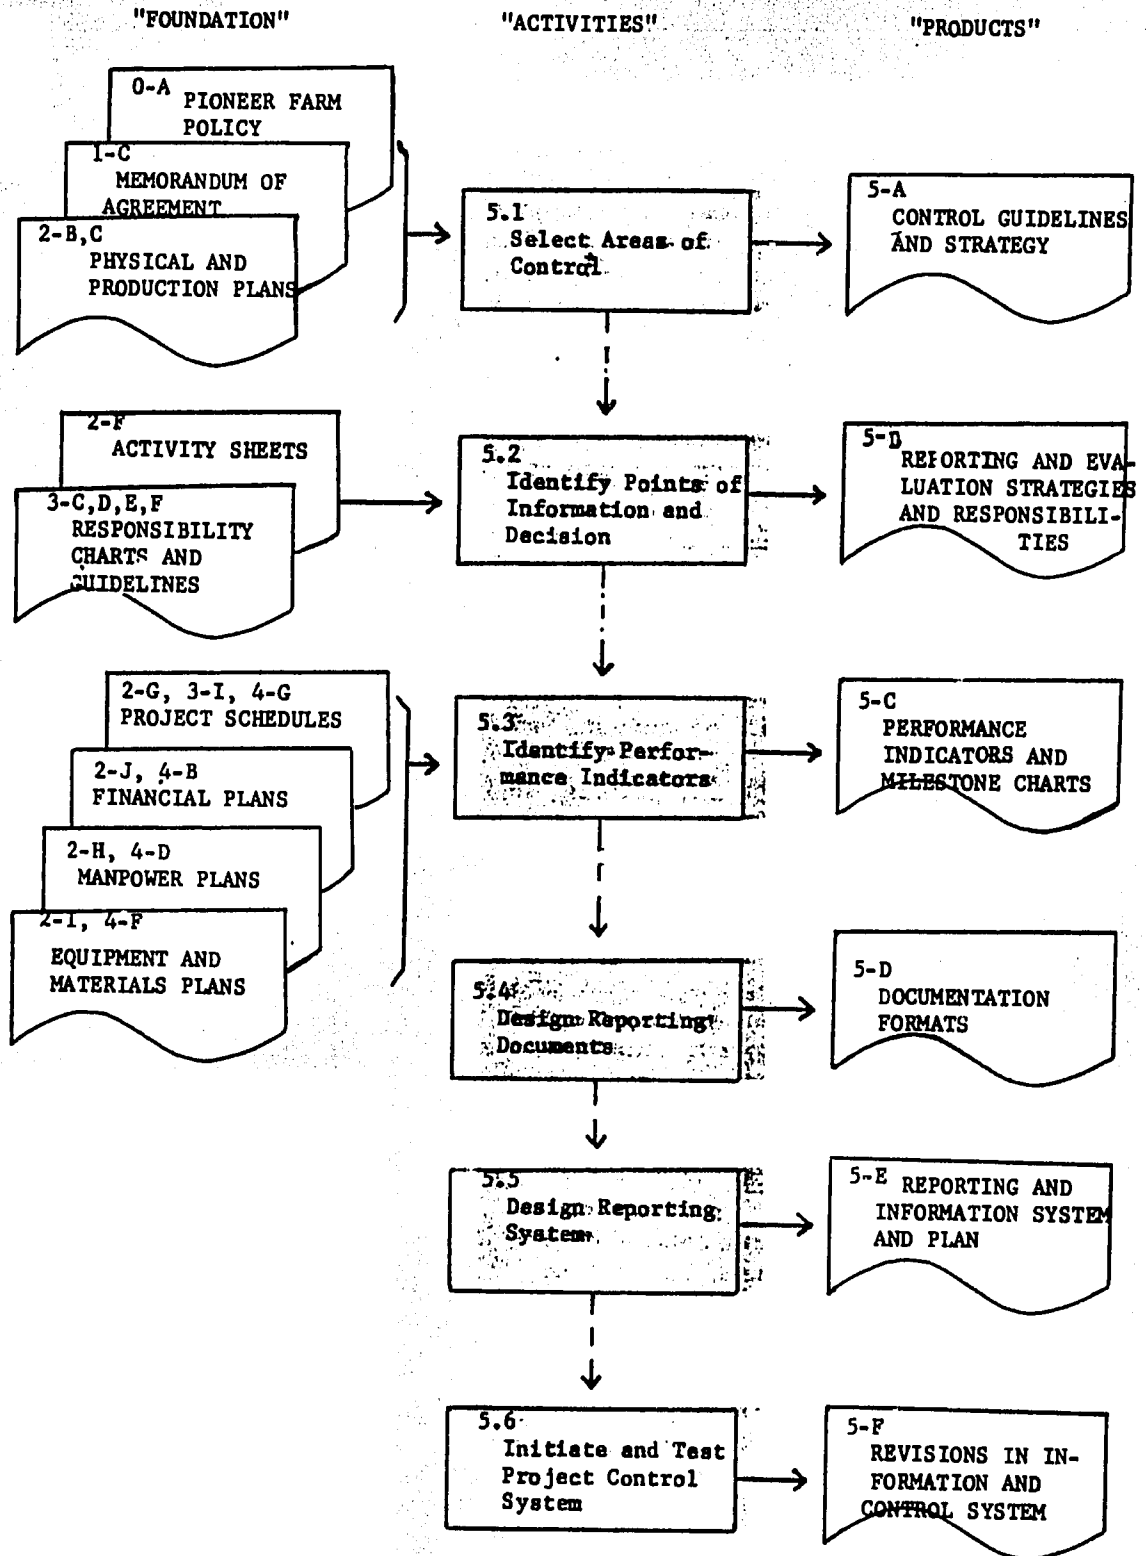 "FOUNDATION"
"ACTIVITIES"
"PRODUCTS"
0-A
PIONEER FARM
POLICY
1-C
MEMORANDUM OF
AGREEMENT
2-B,C
PHYSICAL AND
PRODUCTION PLANS
5.1
Select Areas of
Control
5-A
CONTROL GUIDELINES
AND STRATEGY
2-F
ACTIVITY SHEETS
3-C,D,E,F
RESPONSIBILITY
CHARTS AND
GUIDELINES
5.2
Identify Points of
Information and
Decision
5-B
REPORTING AND EVA-
LUATION STRATEGIES
AND RESPONSIBILI-
TIES
2-G, 3-I, 4-G
PROJECT SCHEDULES
2-J, 4-B
FINANCIAL PLANS
2-H, 4-D
MANPOWER PLANS
2-I, 4-F
EQUIPMENT AND
MATERIALS PLANS
5.3
Identify Perfor-
mance Indicators
5-C
PERFORMANCE
INDICATORS AND
MILESTONE CHARTS
5.4
Design Reporting
Documents
5-D
DOCUMENTATION
FORMATS
5.5
Design Reporting
System
5-E REPORTING AND
INFORMATION SYSTEM
AND PLAN
5.6
Initiate and Test
Project Control
System
5-F
REVISIONS IN IN-
FORMATION AND
CONTROL SYSTEM